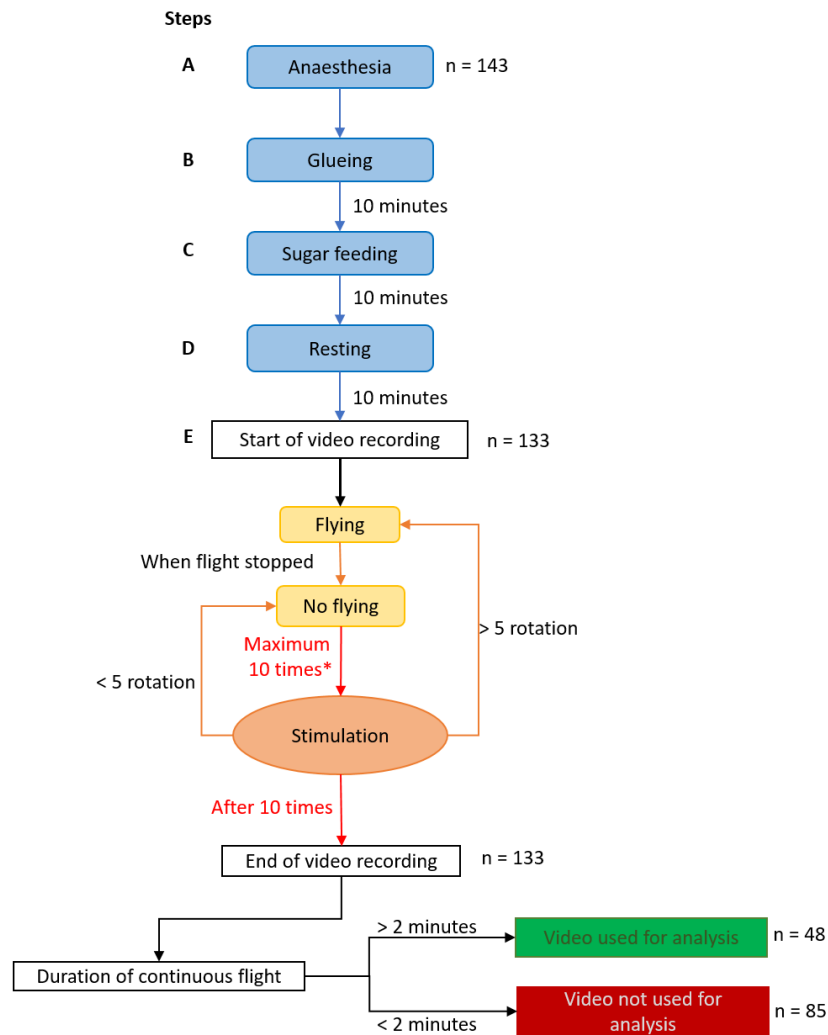 Steps
A
Anaesthesia
n = 143
B
Glueing
10 minutes
C
Sugar feeding
10 minutes
D
Resting
10 minutes
E
Start of video recording
n = 133
Flying
When flight stopped
No flying
> 5 rotation
Maximum
10 times*
< 5 rotation
Stimulation
After 10 times
End of video recording
n = 133
> 2 minutes
Video used for analysis
n = 48
Duration of continuous flight
Video not used for
analysis
n = 85
< 2 minutes